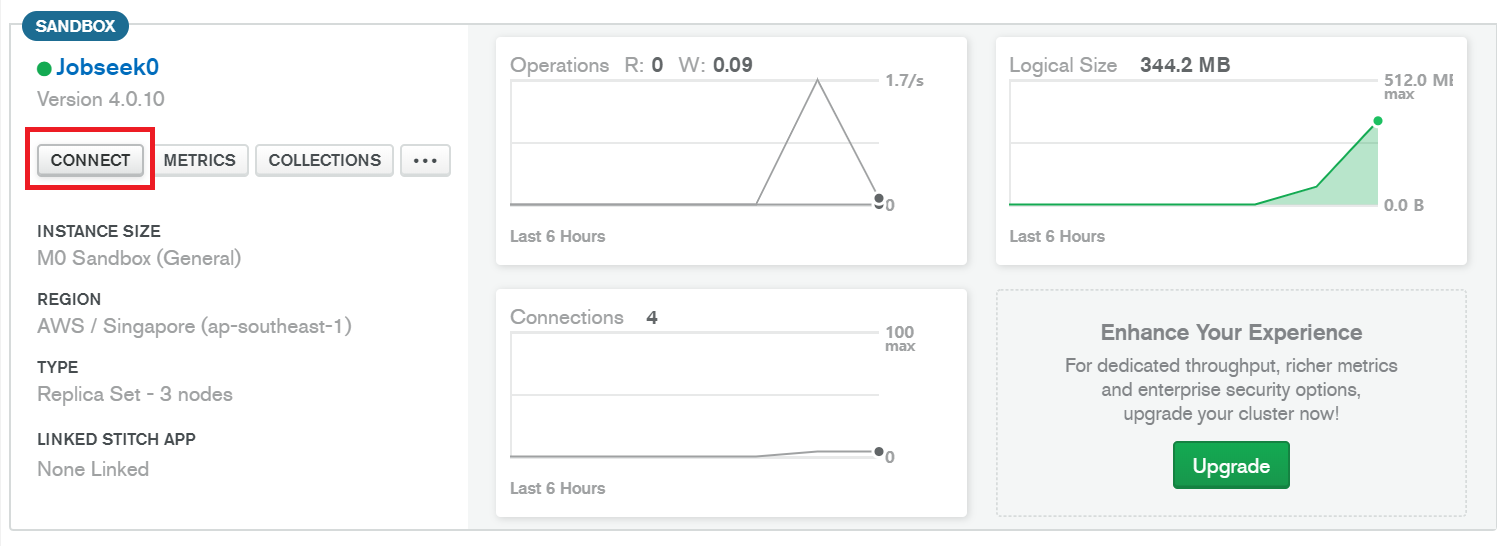 SANDBOX
Jobseek0
Version 4.0.10
CONNECT METRICS COLLECTIONS ...
INSTANCE SIZE
M0 Sandbox (General)
REGION
AWS / Singapore (ap-southeast-1)
TYPE
Replica Set - 3 nodes
LINKED STITCH APP
None Linked
Operations R: 0 W: 0.09
1.7/s
0
Last 6 Hours
Logical Size 344.2 MB
512.0 MB
max
0.0 B
Last 6 Hours
Connections 4
100
max
0
Last 6 Hours
Enhance Your Experience
For dedicated throughput, richer metrics
and enterprise security options,
upgrade your cluster now!
Upgrade